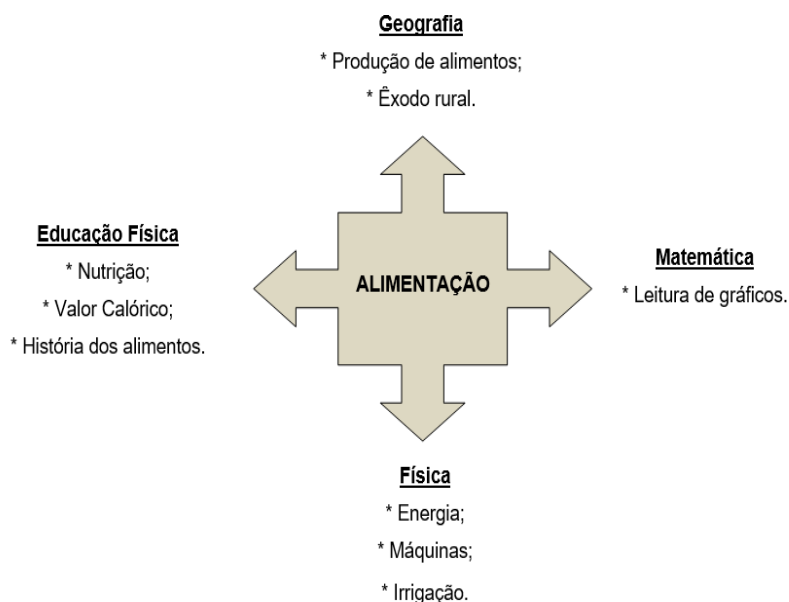 Geografia
* Produção de alimentos;
* Êxodo rural.
Educação Física
* Nutrição;
* Valor Calórico;
* História dos alimentos.
ALIMENTAÇÃO
Matemática
* Leitura de gráficos.
Física
* Energia;
* Máquinas;
* Irrigação.